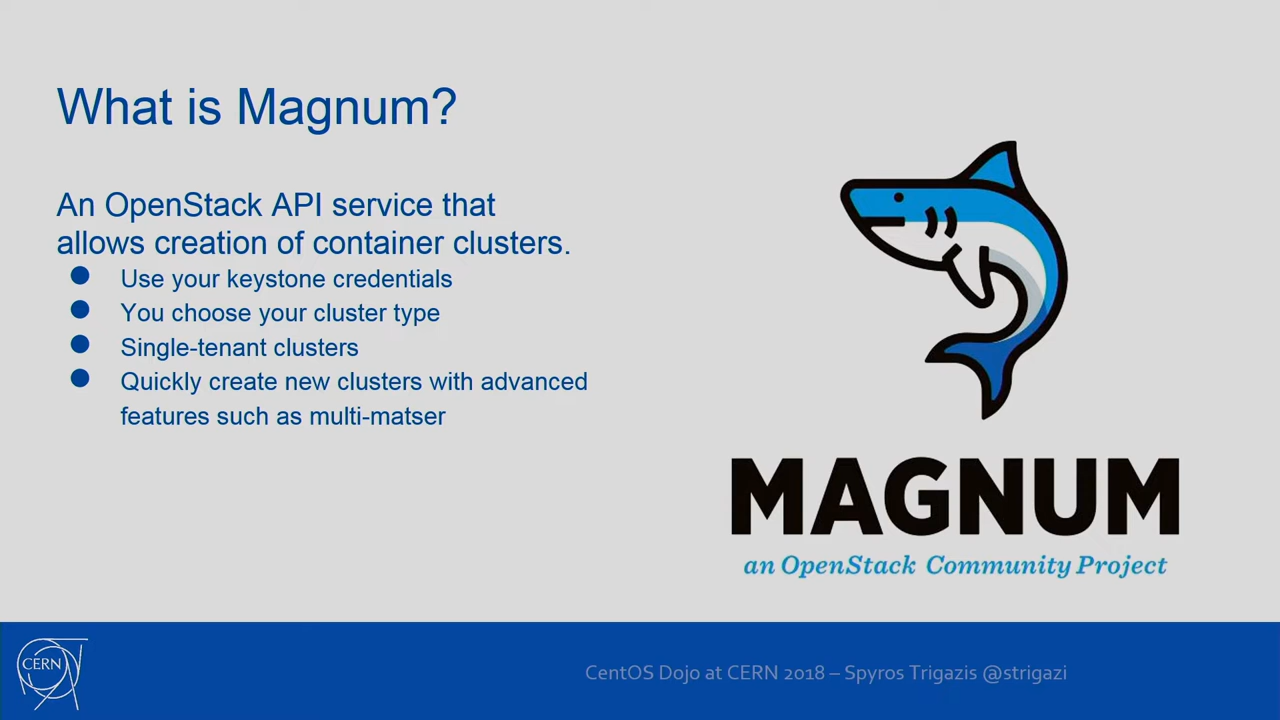 What is Magnum?
An OpenStack API service that
allows creation of container clusters.
● Use your keystone credentials
● You choose your cluster type
● Single-tenant clusters
● Quickly create new clusters with advanced
features such as multi-matser
MAGNUM
an OpenStack Community Project
CERN
CentOS Dojo at CERN 2018 – Spyros Trigazis @strigazi